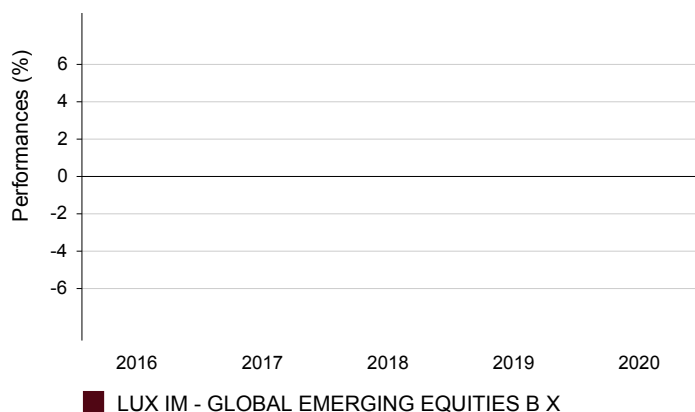 Performances (%)
6
4
2
0
-2
-4
-6
2016 2017 2018 2019 2020
LUX IM - GLOBAL EMERGING EQUITIES B X